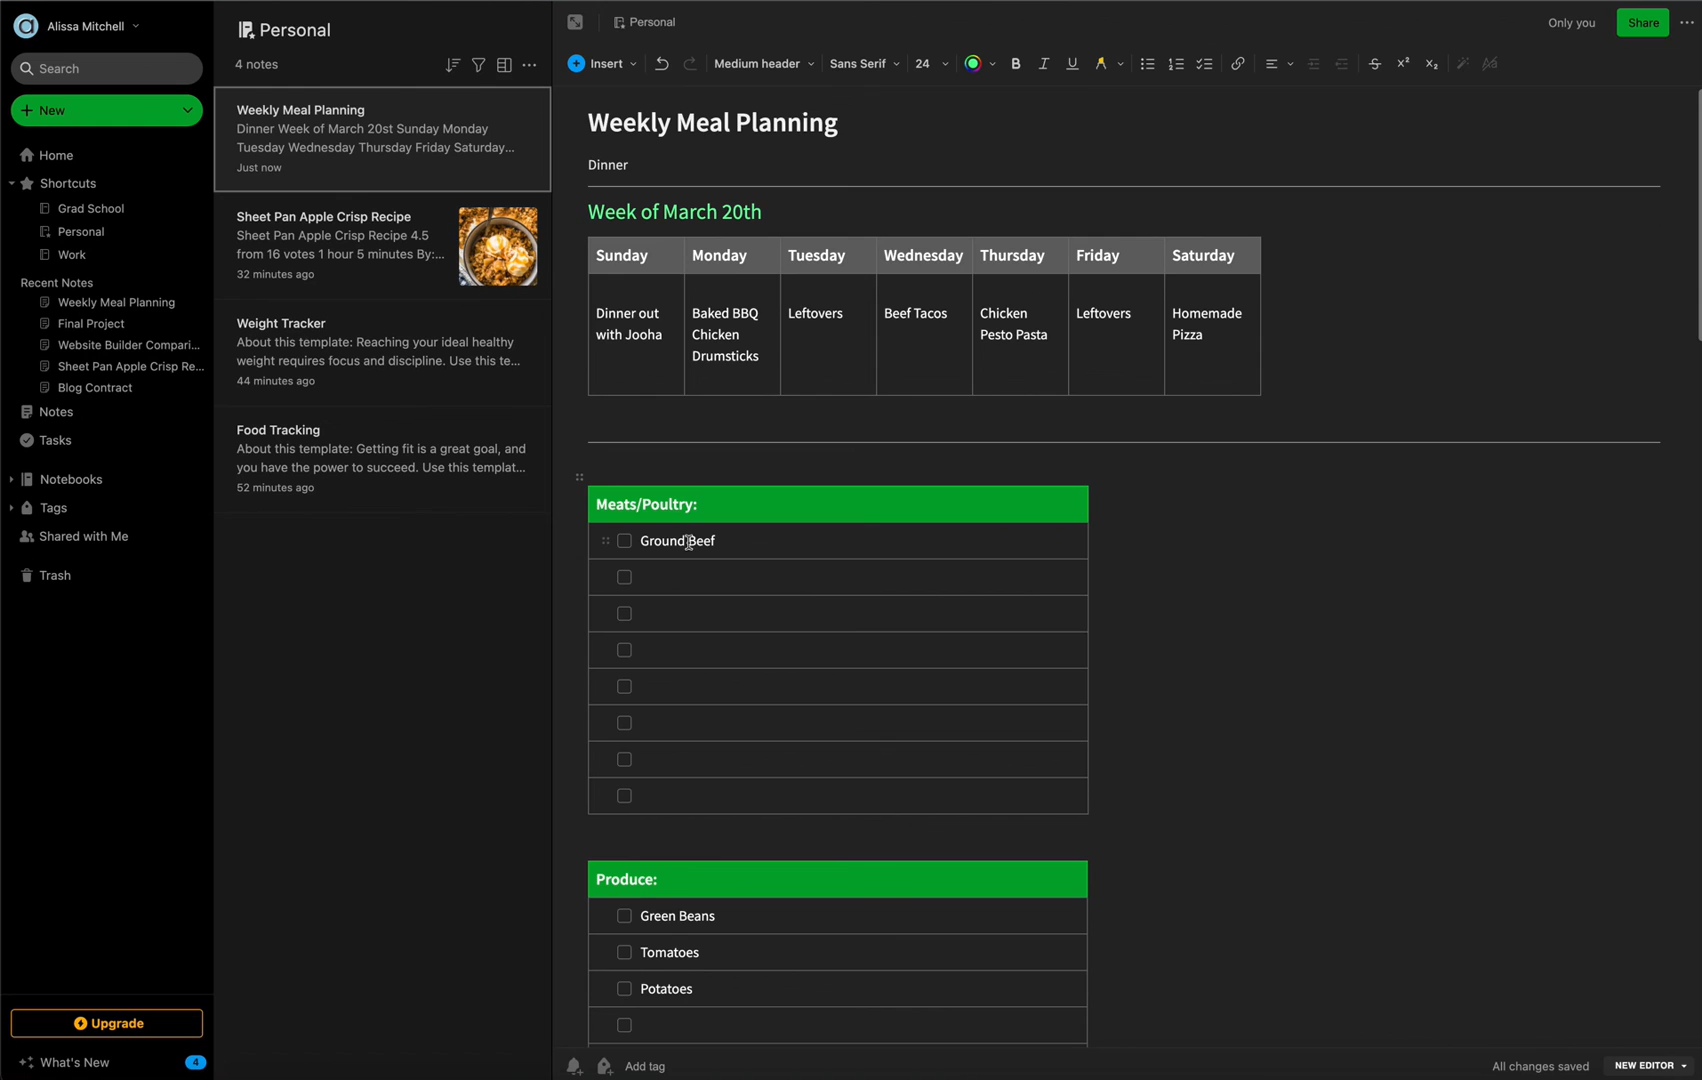 Alissa Mitchell
Search
New
Home
Shortcuts
Grad School
Personal
Work
Recent Notes
Weekly Meal Planning
Final Project
Website Builder Compari...
Sheet Pan Apple Crisp Re...
Blog Contract
Notes
Tasks
Notebooks
Tags
Shared with Me
Trash
Upgrade
What's New
4
Personal
4 notes
Weekly Meal Planning
Dinner Week of March 20st Sunday Monday
Tuesday Wednesday Thursday Friday Saturday...
Just now
Sheet Pan Apple Crisp Recipe
Sheet Pan Apple Crisp Recipe 4.5
from 16 votes 1 hour 5 minutes By:...
32 minutes ago
Weight Tracker
About this template: Reaching your ideal healthy
weight requires focus and discipline. Use this te...
44 minutes ago
Food Tracking
About this template: Getting fit is a great goal, and
you have the power to succeed. Use this templat...
52 minutes ago
Personal
Only you
Share
Insert
Medium header
Sans Serif
24
Weekly Meal Planning
Dinner
Week of March 20th
Sunday Monday Tuesday Wednesday Thursday Friday Saturday
Dinner out
with Jooha
Baked BBQ
Chicken
Drumsticks
Leftovers
Beef Tacos
Chicken
Pesto Pasta
Leftovers
Homemade
Pizza
Meats/Poultry:
Ground Beef
Produce:
Green Beans
Tomatoes
Potatoes
Add tag
All changes saved
NEW EDITOR